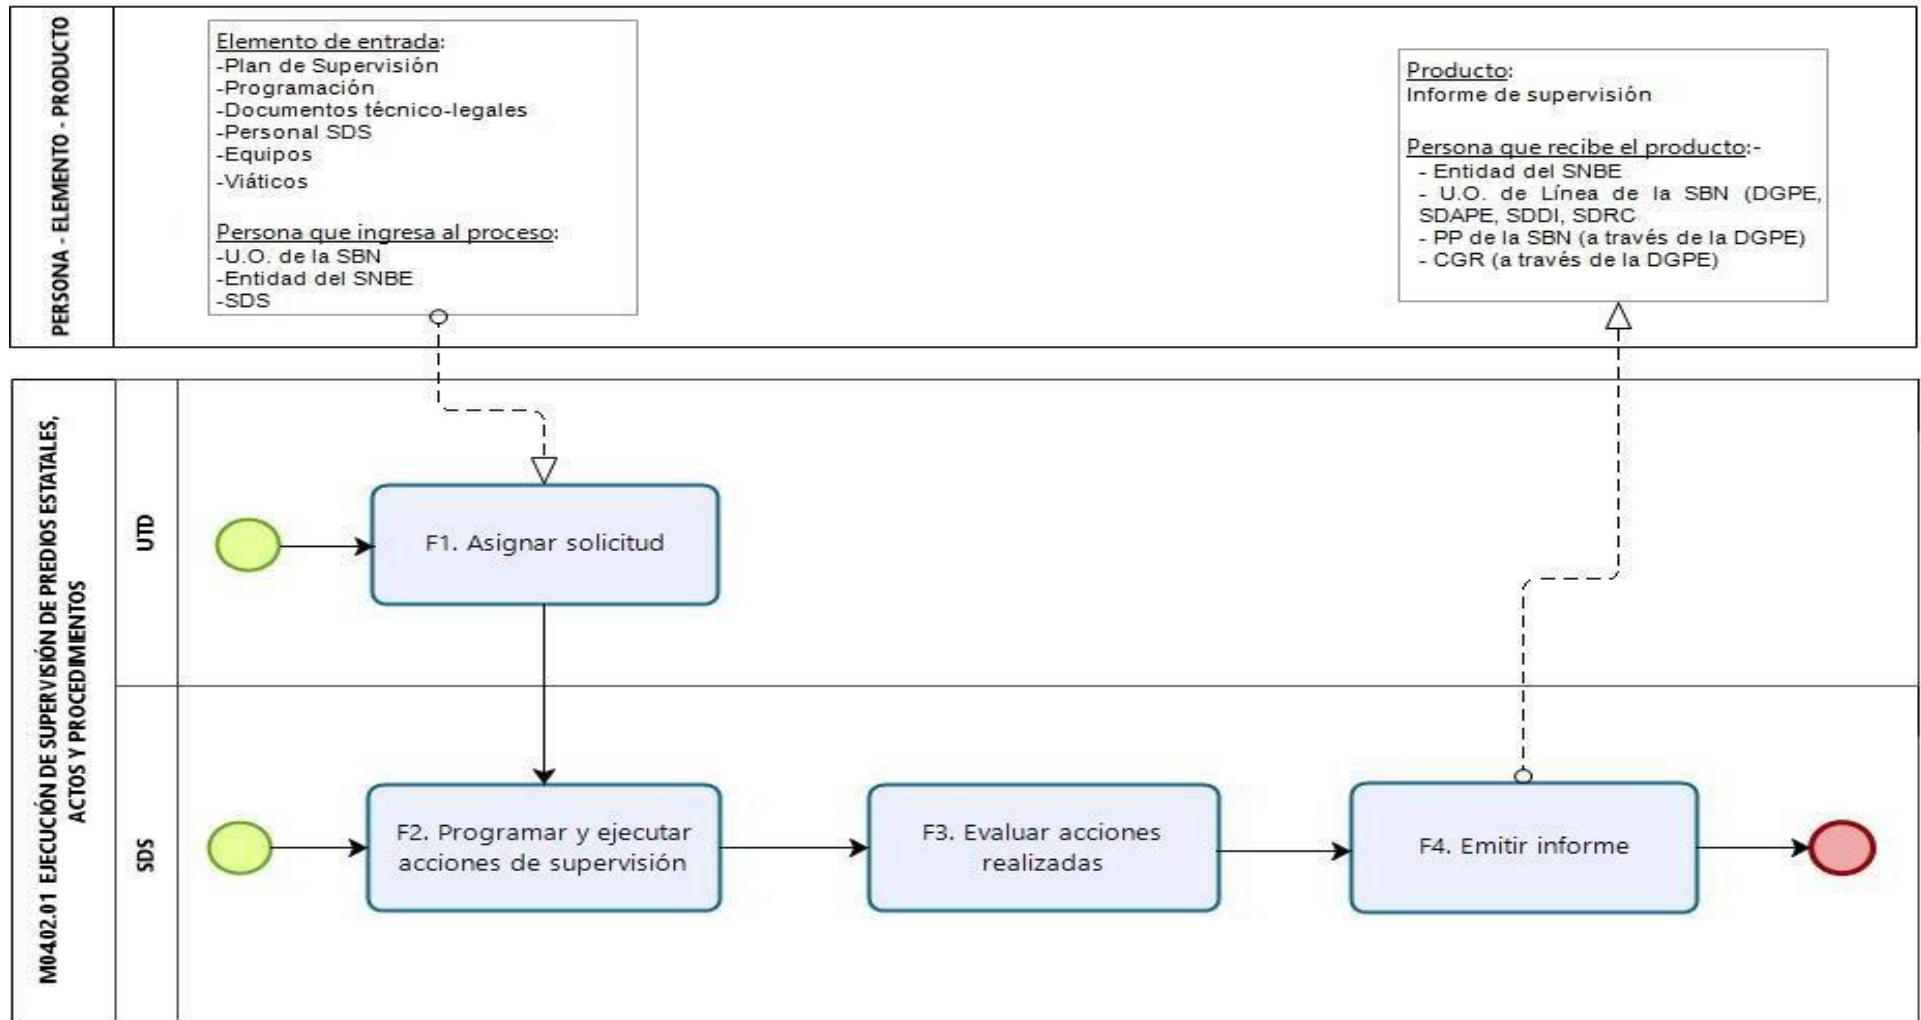 PERSONA - ELEMENTO - PRODUCTO
Elemento de entrada:
-Plan de Supervisión
-Programación
-Documentos técnico-legales
-Personal SDS
-Equipos
-Viáticos
Persona que ingresa al proceso:
-U.O. de la SBN
-Entidad del SNBE
-SDS
Producto:
Informe de supervisión
Persona que recibe el producto:-
- Entidad del SNBE
- U.O. de Línea de la SBN (DGPE,
SDAPE, SDDI, SDRC
- PP de la SBN (a través de la DGPE)
- CGR (a través de la DGPE)
M04.02.01 EJECUCIÓN DE SUPERVISIÓN DE PREDIOS ESTATALES,
ACTOS Y PROCEDIMIENTOS
UTD
F1. Asignar solicitud
SDS
F2. Programar y ejecutar
acciones de supervisión
F3. Evaluar acciones
realizadas
F4. Emitir informe